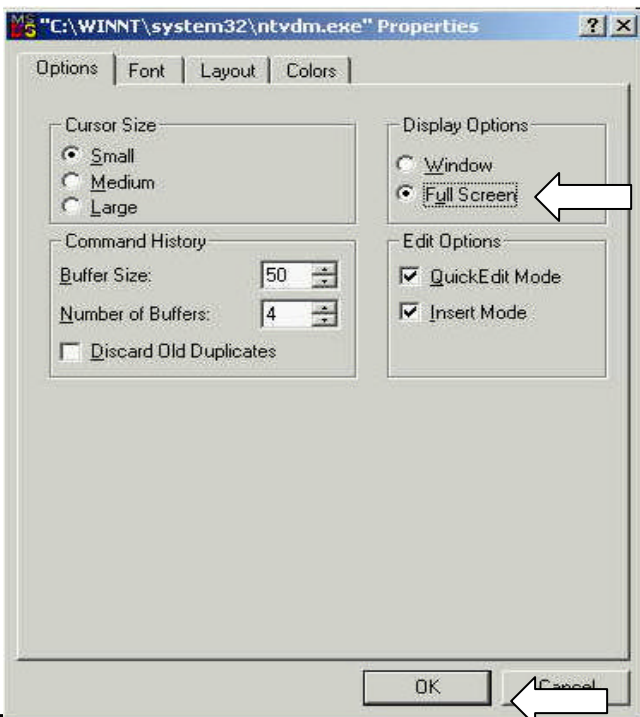 "C:\WINNT\system32\ntvdm.exe" Properties
Options Font Layout Colors
Cursor Size
Small
Medium
Large
Display Options
Window
Full Screen
Command History
Buffer Size: 50
Number of Buffers: 4
Discard Old Duplicates
Edit Options
QuickEdit Mode
Insert Mode
OK Cancel